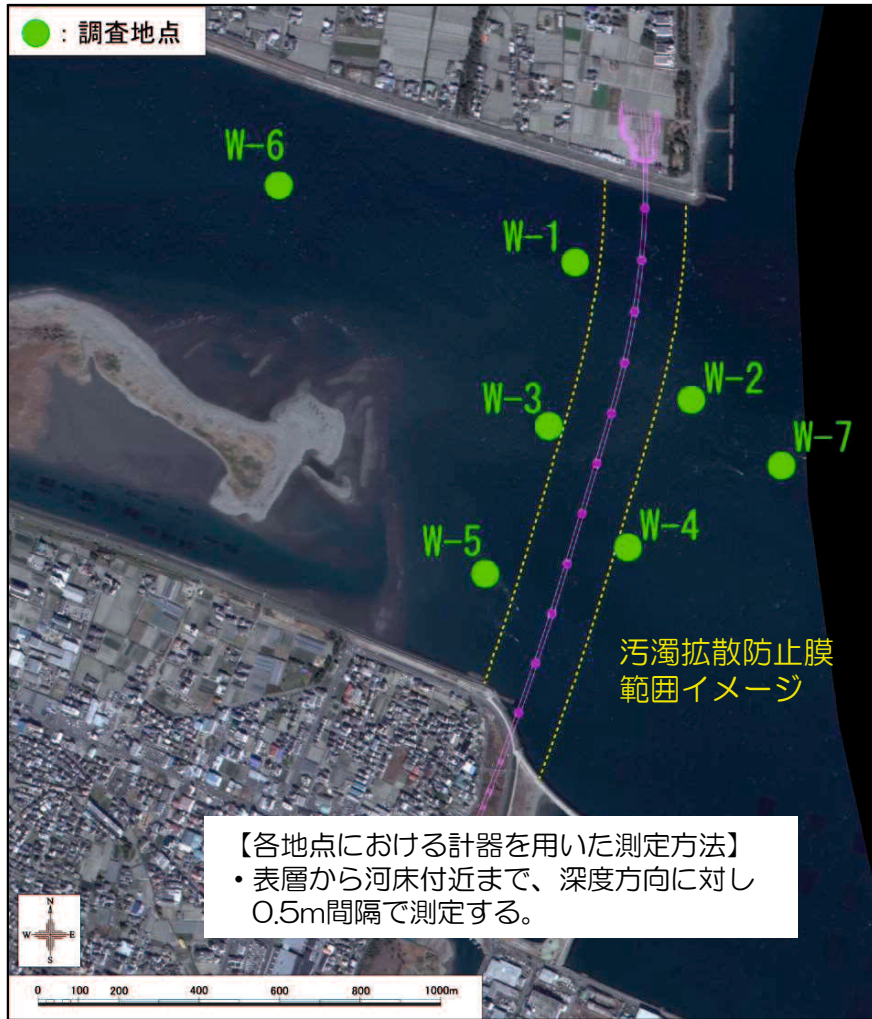 ：調査地点
W-6
W-1
W-2
W-3
W-7
W-4
W-5
汚濁拡散防止膜
範囲イメージ
【各地点における計器を用いた測定方法】
・表層から河床付近まで、深度方向に対し
0.5m間隔で測定する。
N
W E
S
0 100 200 400 600 800 1000m